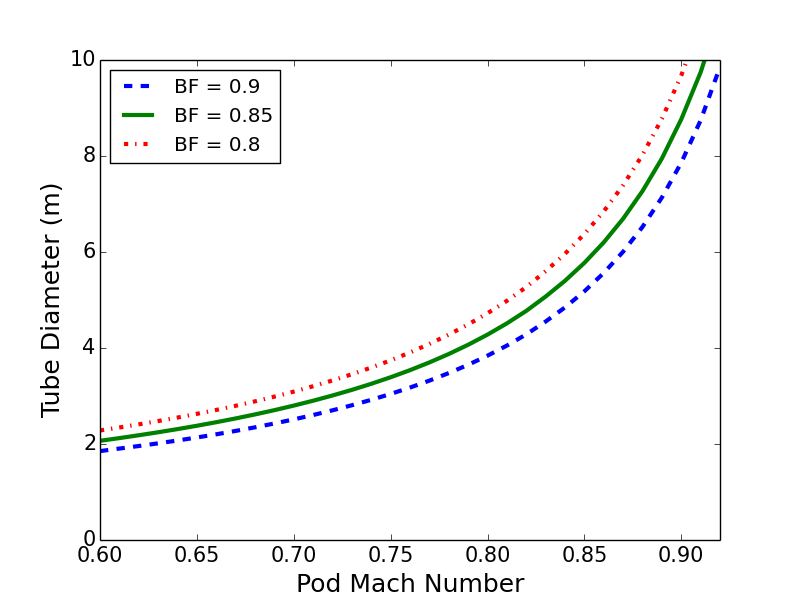 10
8
6
4
2
0
Tube Diameter (m)
BF = 0.9
BF = 0.85
BF = 0.8
0.60 0.65 0.70 0.75 0.80 0.85 0.90
Pod Mach Number